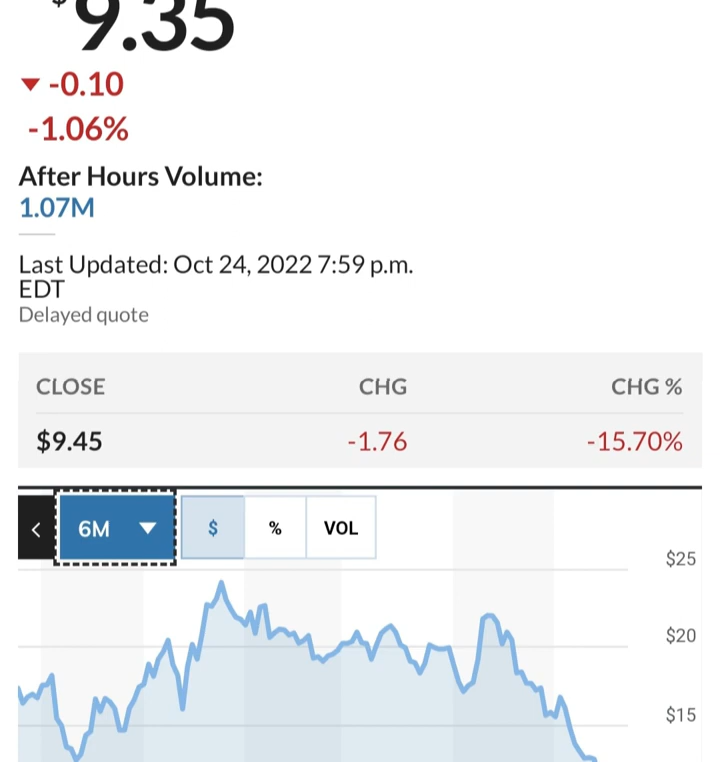 $9.35
-0.10
-1.06%
After Hours Volume:
1.07M
Last Updated: Oct 24, 2022 7:59 p.m.
EDT
Delayed quote
CLOSE CHG CHG %
$9.45 -1.76 -15.70%
6M $ % VOL
$25
$20
$15